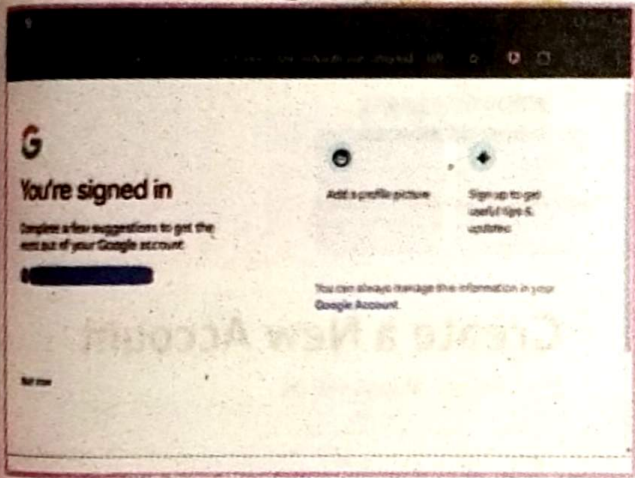 G
You're signed in
Complete a few suggestions to get the
most out of your Google account
Add a profile picture
Sign up to get
useful tips &
updates
You can always manage this information in your
Google Account.
Not now
Create a New Account